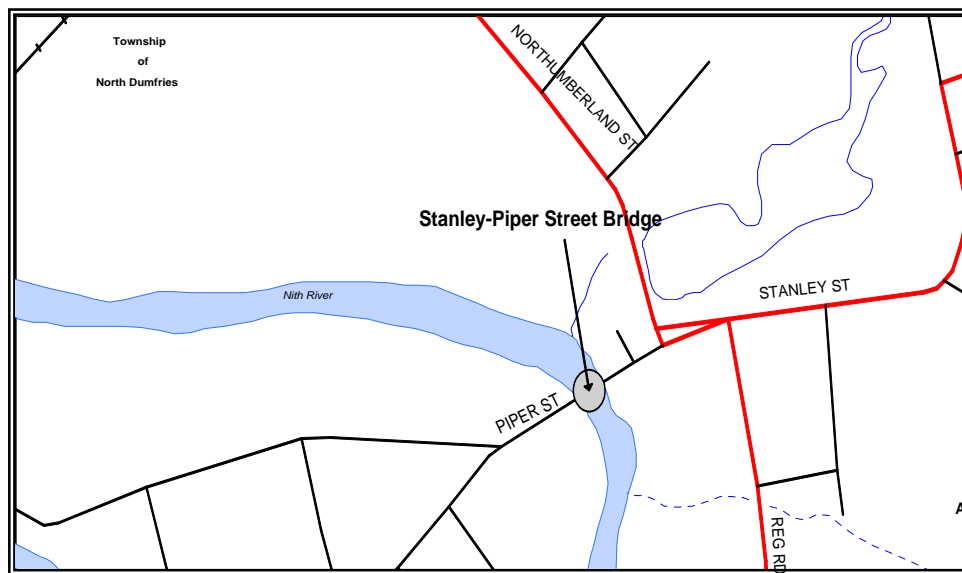 Township
of
North Dumfries
NORTHUMBERLAND ST
Stanley-Piper Street Bridge
Nith River
STANLEY ST
PIPER ST
REG RD
A